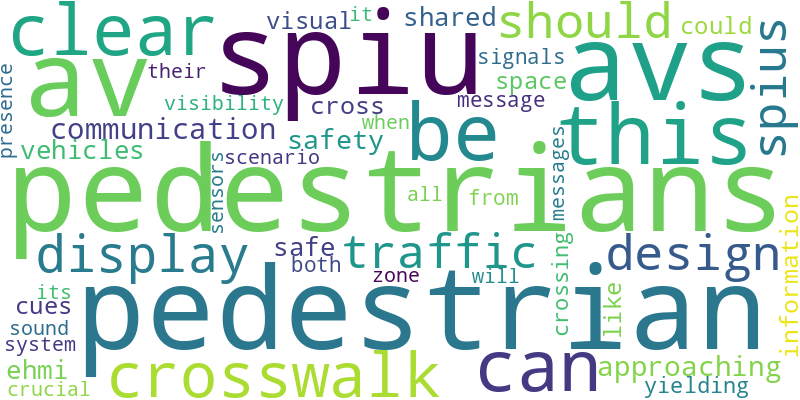 visual it shared
clear spiu should could
av signals avs spius
their space
presence visibility cross message
communication when be this
vehicles safety
scenario
pedestrians
sensors all from messages
display safe traffic design
both zone will
its pedestrian crossing like information
cues
sound
system
ehmi crosswalk can approaching
crucial yielding